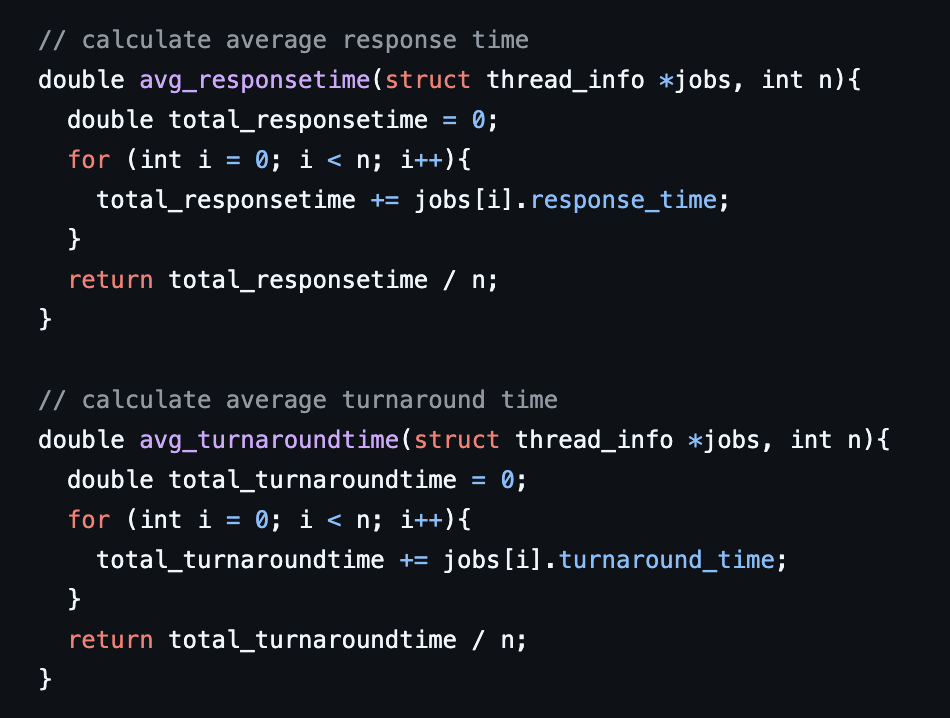 // calculate average response time
double avg_responsetime(struct thread_info *jobs, int n){
  double total_responsetime = 0;
  for (int i = 0; i < n; i++){
    total_responsetime += jobs[i].response_time;
  }
  return total_responsetime / n;
}

// calculate average turnaround time
double avg_turnaroundtime(struct thread_info *jobs, int n){
  double total_turnaroundtime = 0;
  for (int i = 0; i < n; i++){
    total_turnaroundtime += jobs[i].turnaround_time;
  }
  return total_turnaroundtime / n;
}